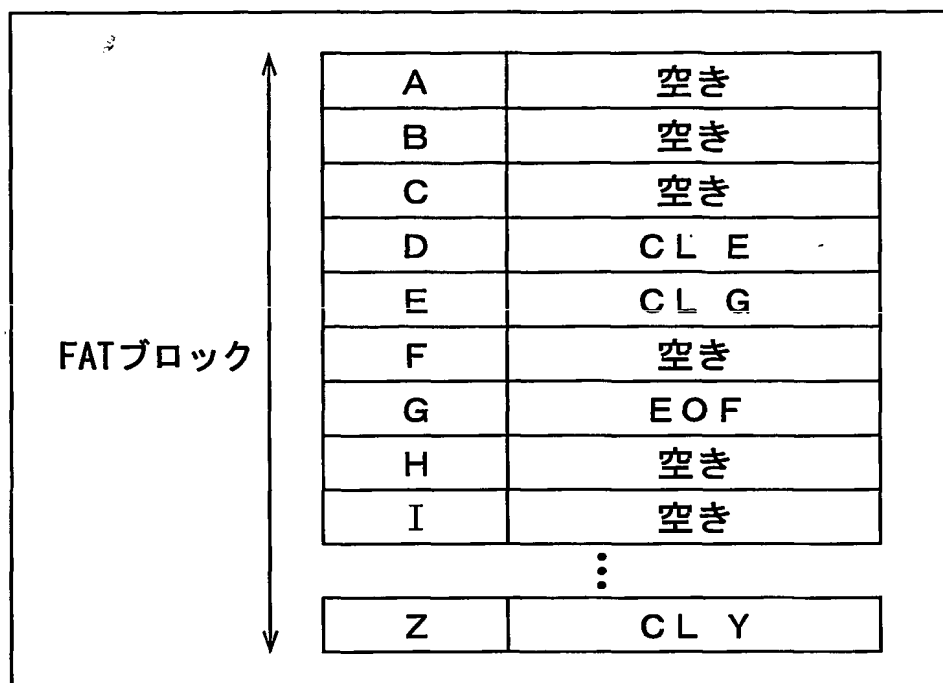 A 空き
B 空き
C 空き
D CL E
E CL G
FATブロック
F 空き
G EOF
H 空き
I 空き
⋮
Z CL Y